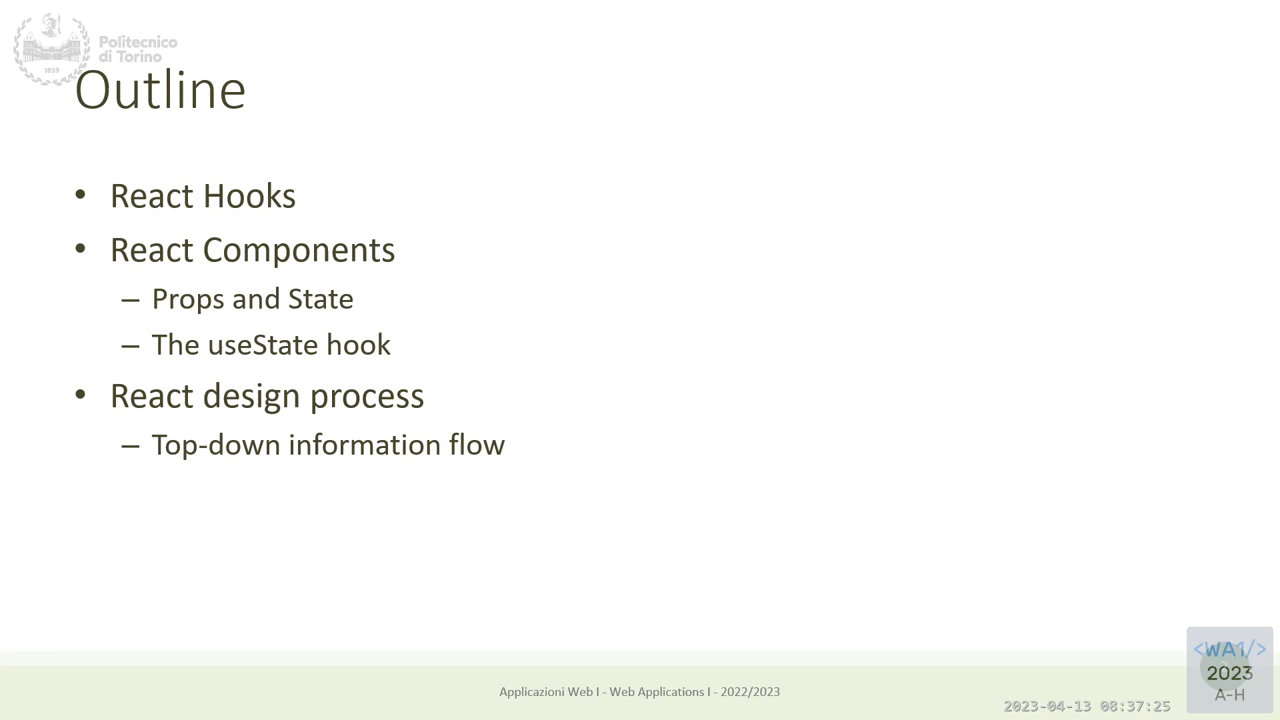 Politecnico
di Torino
1859
Outline
• React Hooks
• React Components
– Props and State
– The useState hook
• React design process
– Top-down information flow
Applicazioni Web I - Web Applications I - 2022/2023
2023-04-13 08:37:25
<WA1/>
2023
A-H